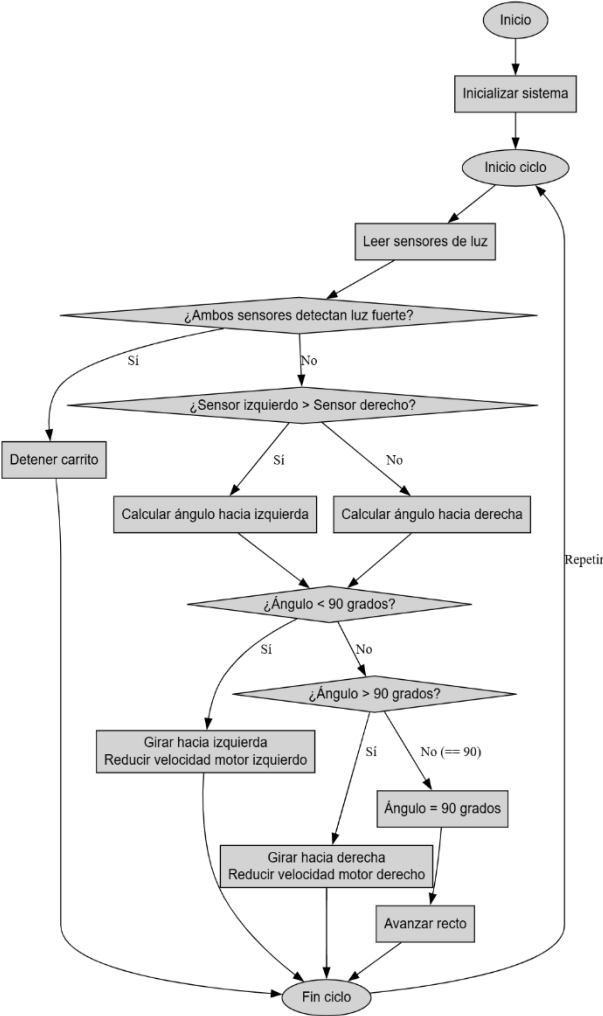 Inicio
Inicializar sistema
Inicio ciclo
Leer sensores de luz
¿Ambos sensores detectan luz fuerte?
Sí
No
¿Sensor izquierdo > Sensor derecho?
Detener carrito
Sí
No
Calcular ángulo hacia izquierda
Calcular ángulo hacia derecha
Repetir
¿Ángulo < 90 grados?
Sí
No
¿Ángulo > 90 grados?
Girar hacia izquierda
Reducir velocidad motor izquierdo
Sí
No (== 90)
Ángulo = 90 grados
Girar hacia derecha
Reducir velocidad motor derecho
Avanzar recto
Fin ciclo